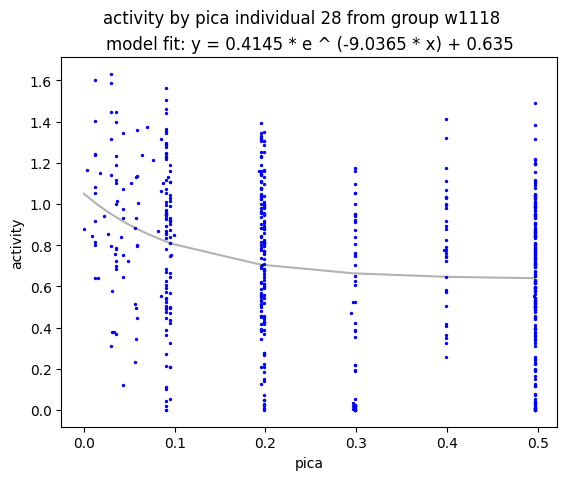 activity by pica individual 28 from group w1118
model fit: y = 0.4145 * e ^ (-9.0365 * x) + 0.635
1.6
1.4
1.2
1.0
0.8
0.6
0.4
0.2
0.0
activity
0.0 0.1 0.2 0.3 0.4 0.5
pica